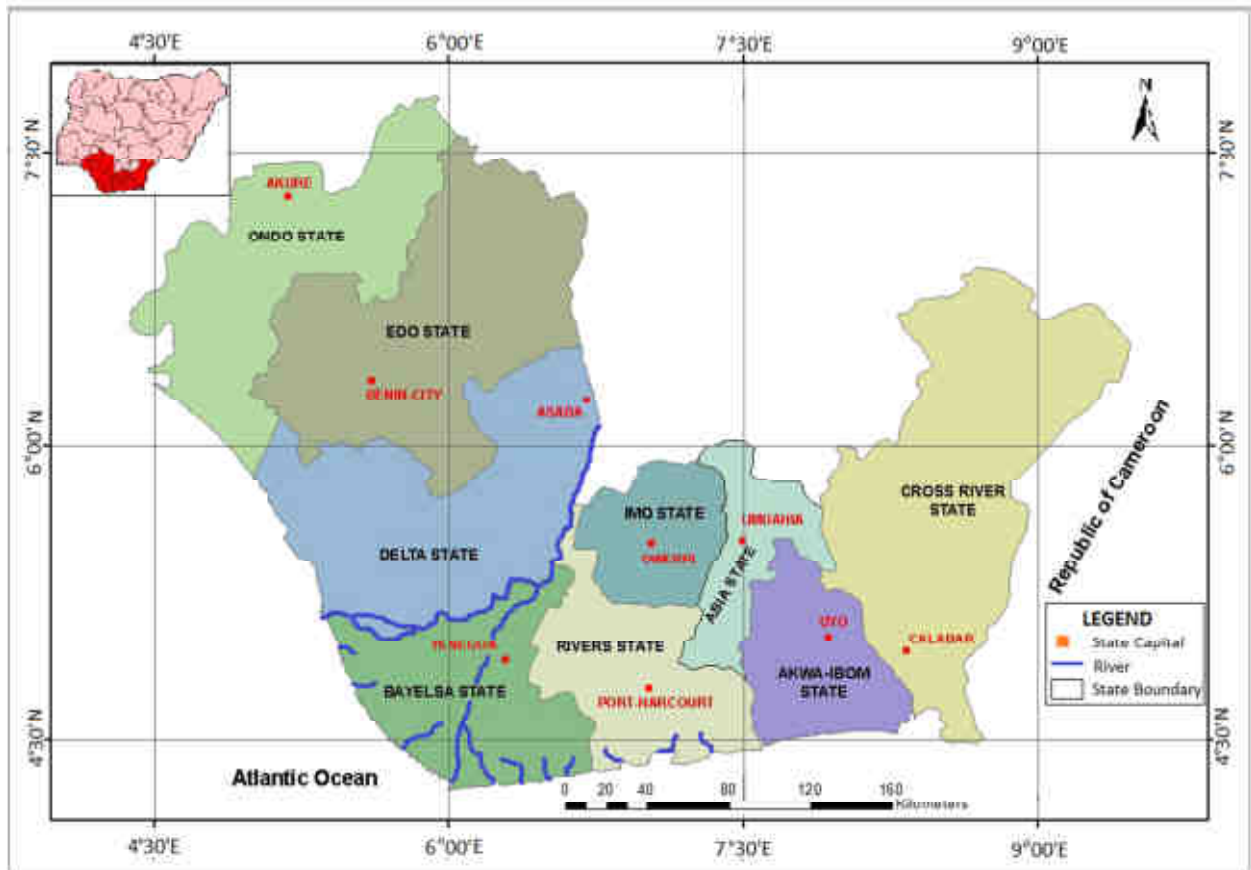 4°30'E 6°00'E 7°30'E 9°00'E
N
7°30'N 7°30'N
AKURE
ONDO STATE
EDO STATE
BENIN-CITY
ASABA
6°00'N 6°00'N
CROSS RIVER
STATE
Republic of Cameroon
IMO STATE
UMUAHIA
DELTA STATE
ASIA STATE
LEGEND
State Capital
River
State Boundary
UYO
CALABAR
RIVERS STATE
AKWA-IBOM
STATE
BAYELSA STATE
PORT-HARCOURT
4°30'N 4°30'N
Atlantic Ocean
0 20 40 80 120 160
Kilometers
4°30'E 6°00'E 7°30'E 9°00'E